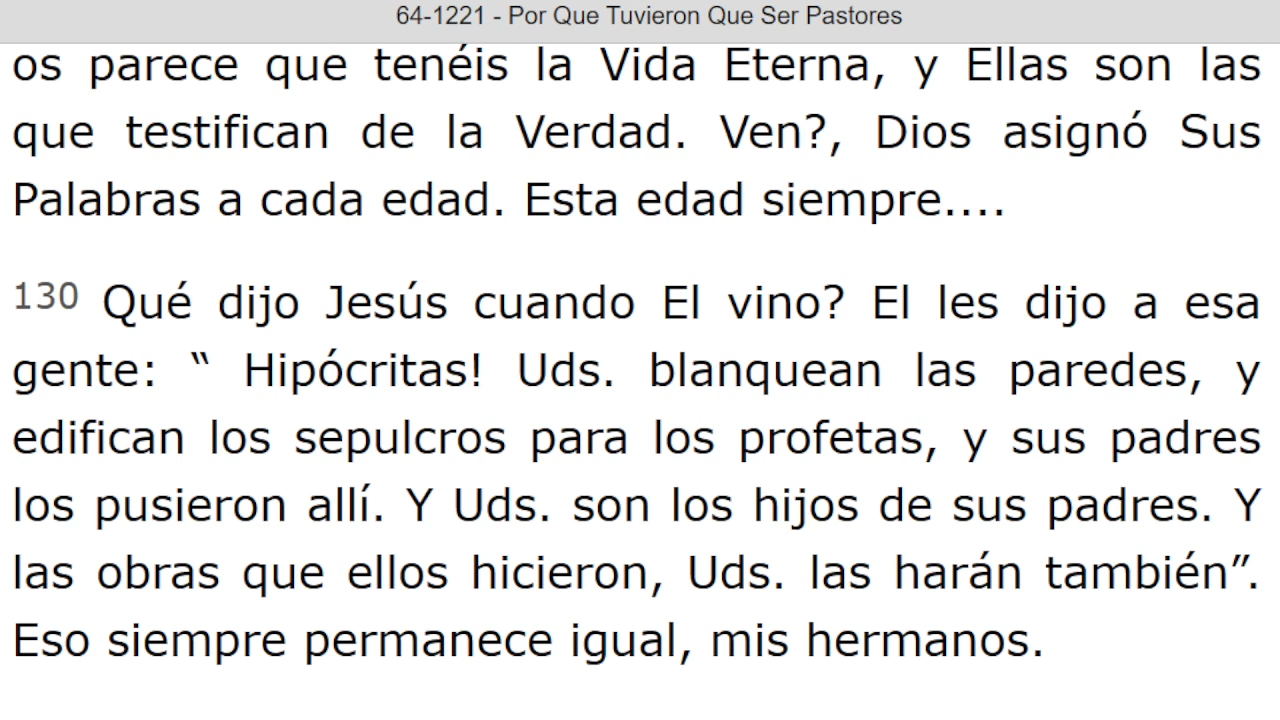 64-1221 - Por Que Tuvieron Que Ser Pastores
os parece que tenéis la Vida Eterna, y Ellas son las
que testifican de la Verdad. Ven?, Dios asignó Sus
Palabras a cada edad. Esta edad siempre....
130 Qué dijo Jesús cuando El vino? El les dijo a esa
gente: “ Hipócritas! Uds. blanquean las paredes, y
edifican los sepulcros para los profetas, y sus padres
los pusieron allí. Y Uds. son los hijos de sus padres. Y
las obras que ellos hicieron, Uds. las harán también”.
Eso siempre permanece igual, mis hermanos.